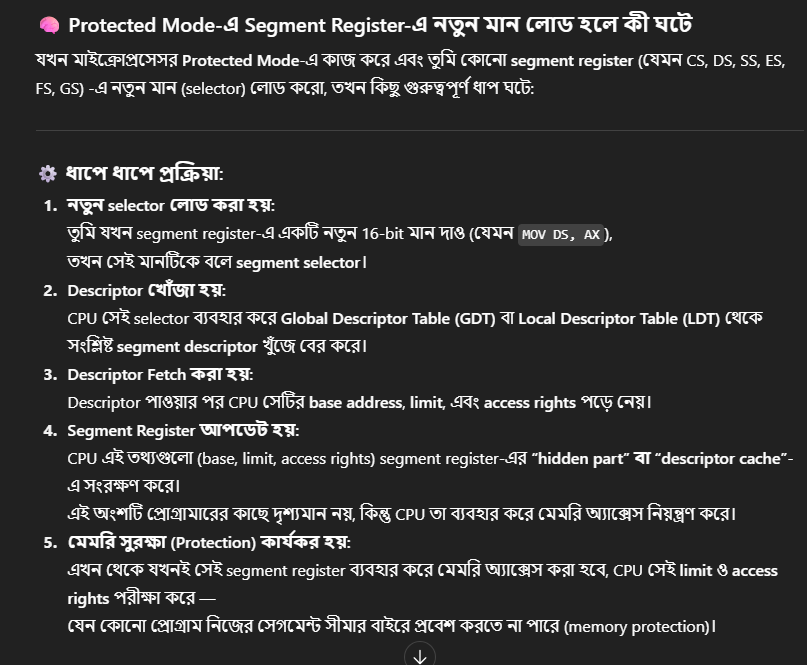 🧠 Protected Mode-এ Segment Register-এ নতুন মান লোড হলে কী ঘটে
যখন মাইক্রোপ্রসেসর Protected Mode-এ কাজ করে এবং তুমি কোনো segment register (যেমন CS, DS, SS, ES,
FS, GS) -এ নতুন মান (selector) লোড করো, তখন কিছু গুরুত্বপূর্ণ ধাপ ঘটে:
⚙️ ধাপে ধাপে প্রক্রিয়া:
1. নতুন selector লোড করা হয়:
তুমি যখন segment register-এ একটি নতুন 16-bit মান দাও (যেমন MOV DS, AX),
তখন সেই মানটিকে বলে segment selector।
2. Descriptor খোঁজা হয়:
CPU সেই selector ব্যবহার করে Global Descriptor Table (GDT) বা Local Descriptor Table (LDT) থেকে
সংশ্লিষ্ট segment descriptor খুঁজে বের করে।
3. Descriptor Fetch করা হয়:
Descriptor পাওয়ার পর CPU সেটির base address, limit, এবং access rights পড়ে নেয়।
4. Segment Register আপডেট হয়:
CPU এই তথ্যগুলো (base, limit, access rights) segment register-এর “hidden part” বা “descriptor cache”-
এ সংরক্ষণ করে।
এই অংশটি প্রোগ্রামারের কাছে দৃশ্যমান নয়, কিন্তু CPU তা ব্যবহার করে মেমরি অ্যাক্সেস নিয়ন্ত্রণ করে।
5. মেমরি সুরক্ষা (Protection) কার্যকর হয়:
এখন থেকে যখনই সেই segment register ব্যবহার করে মেমরি অ্যাক্সেস করা হবে, CPU সেই limit ও access
rights পরীক্ষা করে —
যেন কোনো প্রোগ্রাম নিজের সেগমেন্ট সীমার বাইরে প্রবেশ করতে না পারে (memory protection)।